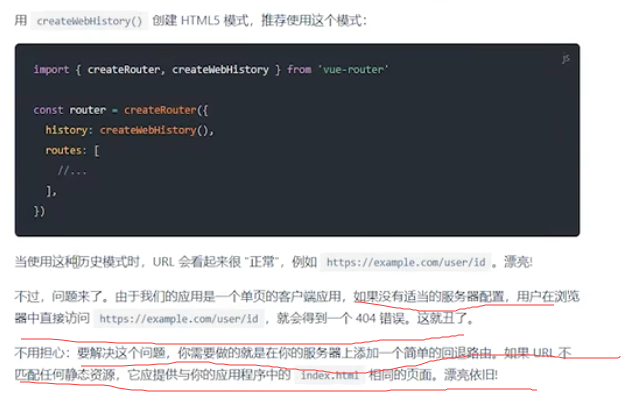 用 createWebHistory() 创建 HTML5 模式，推荐使用这个模式：
js
import { createRouter, createWebHistory } from 'vue-router'
const router = createRouter({
history: createWebHistory(),
routes: [
//...
],
})
当使用这种历史模式时，URL 会看起来很 "正常"，例如 https://example.com/user/id 。漂亮!
不过，问题来了。由于我们的应用是一个单页的客户端应用，如果没有适当的服务器配置，用户在浏览
器中直接访问 https://example.com/user/id ，就会得到一个 404 错误。这就丑了。
不用担心：要解决这个问题，你需要做的就是在你的服务器上添加一个简单的回退路由。如果 URL 不
匹配任何静态资源，它应提供与你的应用程序中的 index.html 相同的页面。漂亮依旧!